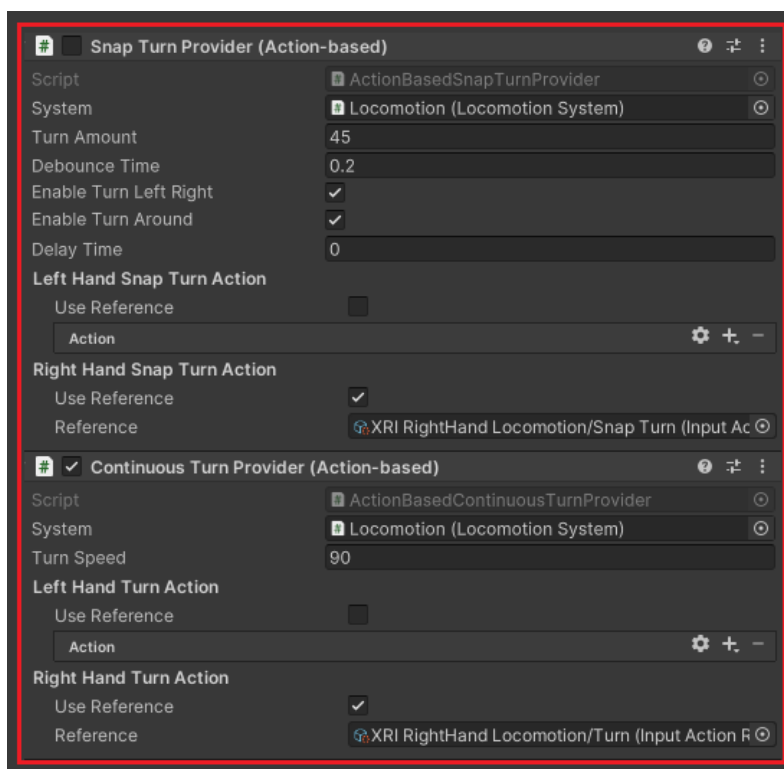 # Snap Turn Provider (Action-based)
Script # ActionBasedSnapTurnProvider
System # Locomotion (Locomotion System)
Turn Amount 45
Debounce Time 0.2
Enable Turn Left Right
Enable Turn Around
Delay Time 0
Left Hand Snap Turn Action
Use Reference
Action
Right Hand Snap Turn Action
Use Reference
Reference XRI RightHand Locomotion/Snap Turn (Input Ac
# Continuous Turn Provider (Action-based)
Script # ActionBasedContinuousTurnProvider
System # Locomotion (Locomotion System)
Turn Speed 90
Left Hand Turn Action
Use Reference
Action
Right Hand Turn Action
Use Reference
Reference XRI RightHand Locomotion/Turn (Input Action R